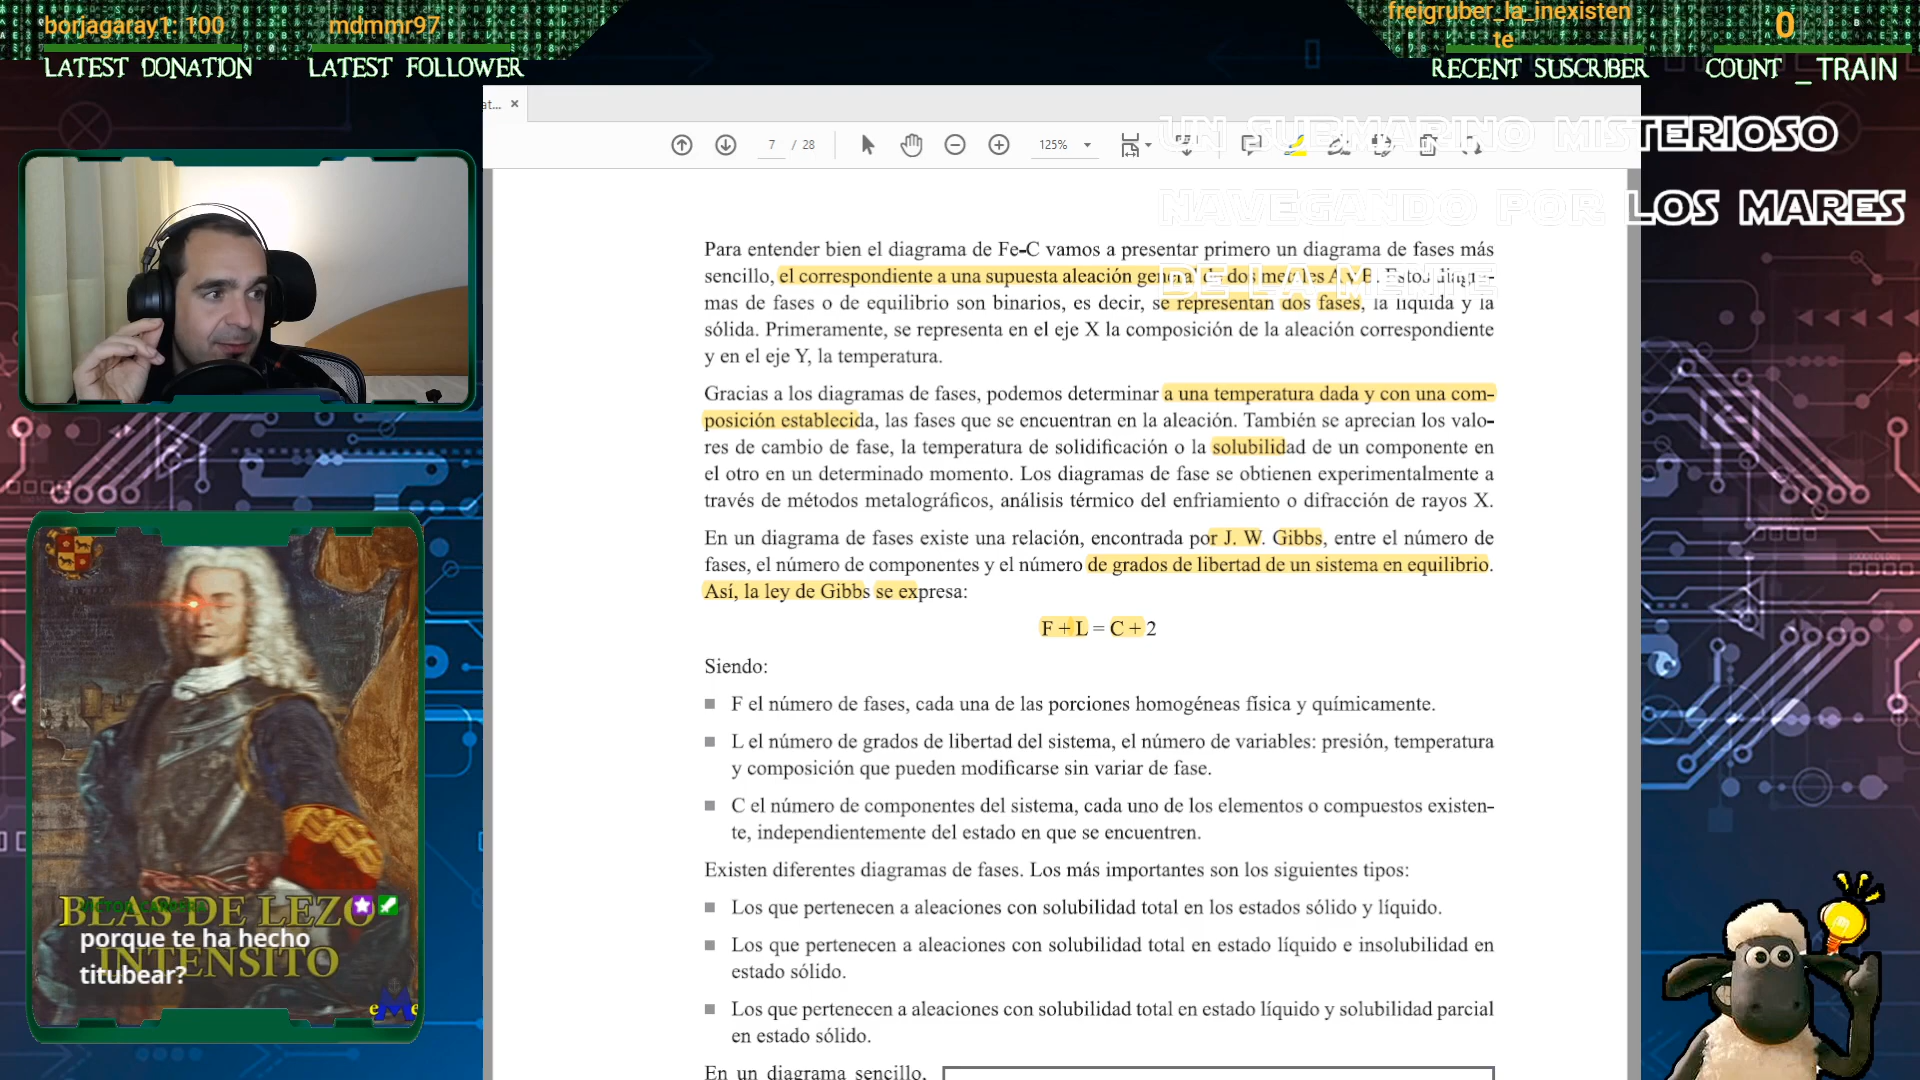 borjagaray1: 100
LATEST DONATION
mdmmr97
LATEST FOLLOWER
freigruber_la_inexisten
te
RECENT SUSCRIBER
0
COUNT _TRAIN
UN SUBMARINO MISTERIOSO
NAVEGANDO POR LOS MARES
DE LA MENTE
at...
7 / 28
125%
Para entender bien el diagrama de Fe-C vamos a presentar primero un diagrama de fases más
sencillo, el correspondiente a una supuesta aleación general de dos metales A y B. Estos diagra-
mas de fases o de equilibrio son binarios, es decir, se representan dos fases, la líquida y la
sólida. Primeramente, se representa en el eje X la composición de la aleación correspondiente
y en el eje Y, la temperatura.
Gracias a los diagramas de fases, podemos determinar a una temperatura dada y con una com-
posición establecida, las fases que se encuentran en la aleación. También se aprecian los valo-
res de cambio de fase, la temperatura de solidificación o la solubilidad de un componente en
el otro en un determinado momento. Los diagramas de fase se obtienen experimentalmente a
través de métodos metalográficos, análisis térmico del enfriamiento o difracción de rayos X.
En un diagrama de fases existe una relación, encontrada por J. W. Gibbs, entre el número de
fases, el número de componentes y el número de grados de libertad de un sistema en equilibrio.
Así, la ley de Gibbs se expresa:
F + L = C + 2
Siendo:
F el número de fases, cada una de las porciones homogéneas física y químicamente.
L el número de grados de libertad del sistema, el número de variables: presión, temperatura
y composición que pueden modificarse sin variar de fase.
C el número de componentes del sistema, cada uno de los elementos o compuestos existen-
te, independientemente del estado en que se encuentren.
Existen diferentes diagramas de fases. Los más importantes son los siguientes tipos:
Los que pertenecen a aleaciones con solubilidad total en los estados sólido y líquido.
Los que pertenecen a aleaciones con solubilidad total en estado líquido e insolubilidad en
estado sólido.
Los que pertenecen a aleaciones con solubilidad total en estado líquido y solubilidad parcial
en estado sólido.
En un diagrama sencillo,
BLAS DE LEZO
INTENSITO
porque te ha hecho
titubear?